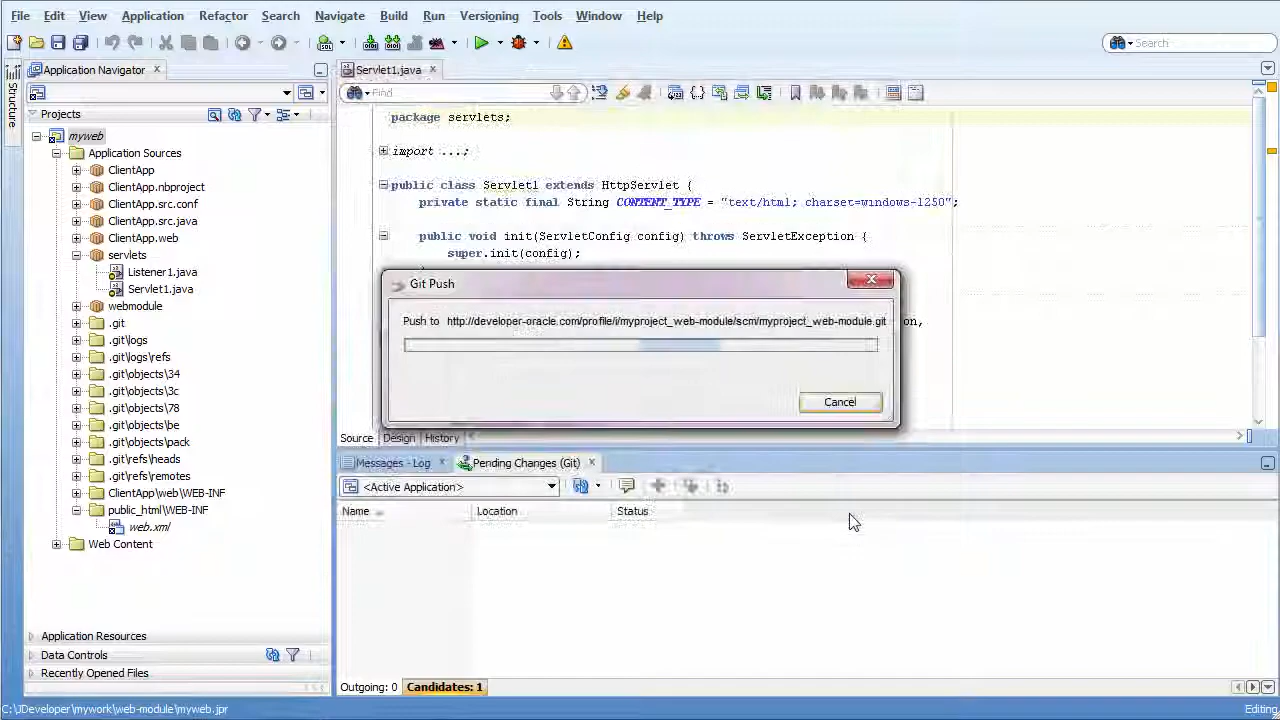 File Edit View Application Refactor Search Navigate Build Run Versioning Tools Window Help
Search
Structure
Application Navigator
Projects
myweb
Application Sources
ClientApp
ClientApp.nbproject
ClientApp.src.conf
ClientApp.src.java
ClientApp.web
servlets
Listener1.java
Servlet1.java
webmodule
.git
.git\logs
.git\logs\refs
.git\objects\34
.git\objects\3c
.git\objects\78
.git\objects\be
.git\objects\pack
.git\refs\heads
.git\refs\remotes
ClientApp\web\WEB-INF
public_html\WEB-INF
web.xml
Web Content
Application Resources
Data Controls
Recently Opened Files
Servlet1.java
Find
package servlets;
import ...;
public class Servlet1 extends HttpServlet {
private static final String CONTENT_TYPE = "text/html; charset=windows-1250";
public void init(ServletConfig config) throws ServletException {
super.init(config);
on,
Git Push
Push to http://developer-oracle.com/profile/i/myproject_web-module/scm/myproject_web-module.git
Cancel
Source Design History
Messages - Log Pending Changes (Git)
<Active Application>
Name Location Status
Outgoing: 0 Candidates: 1
C:\JDeveloper\mywork\web-module\myweb.jpr
Editing